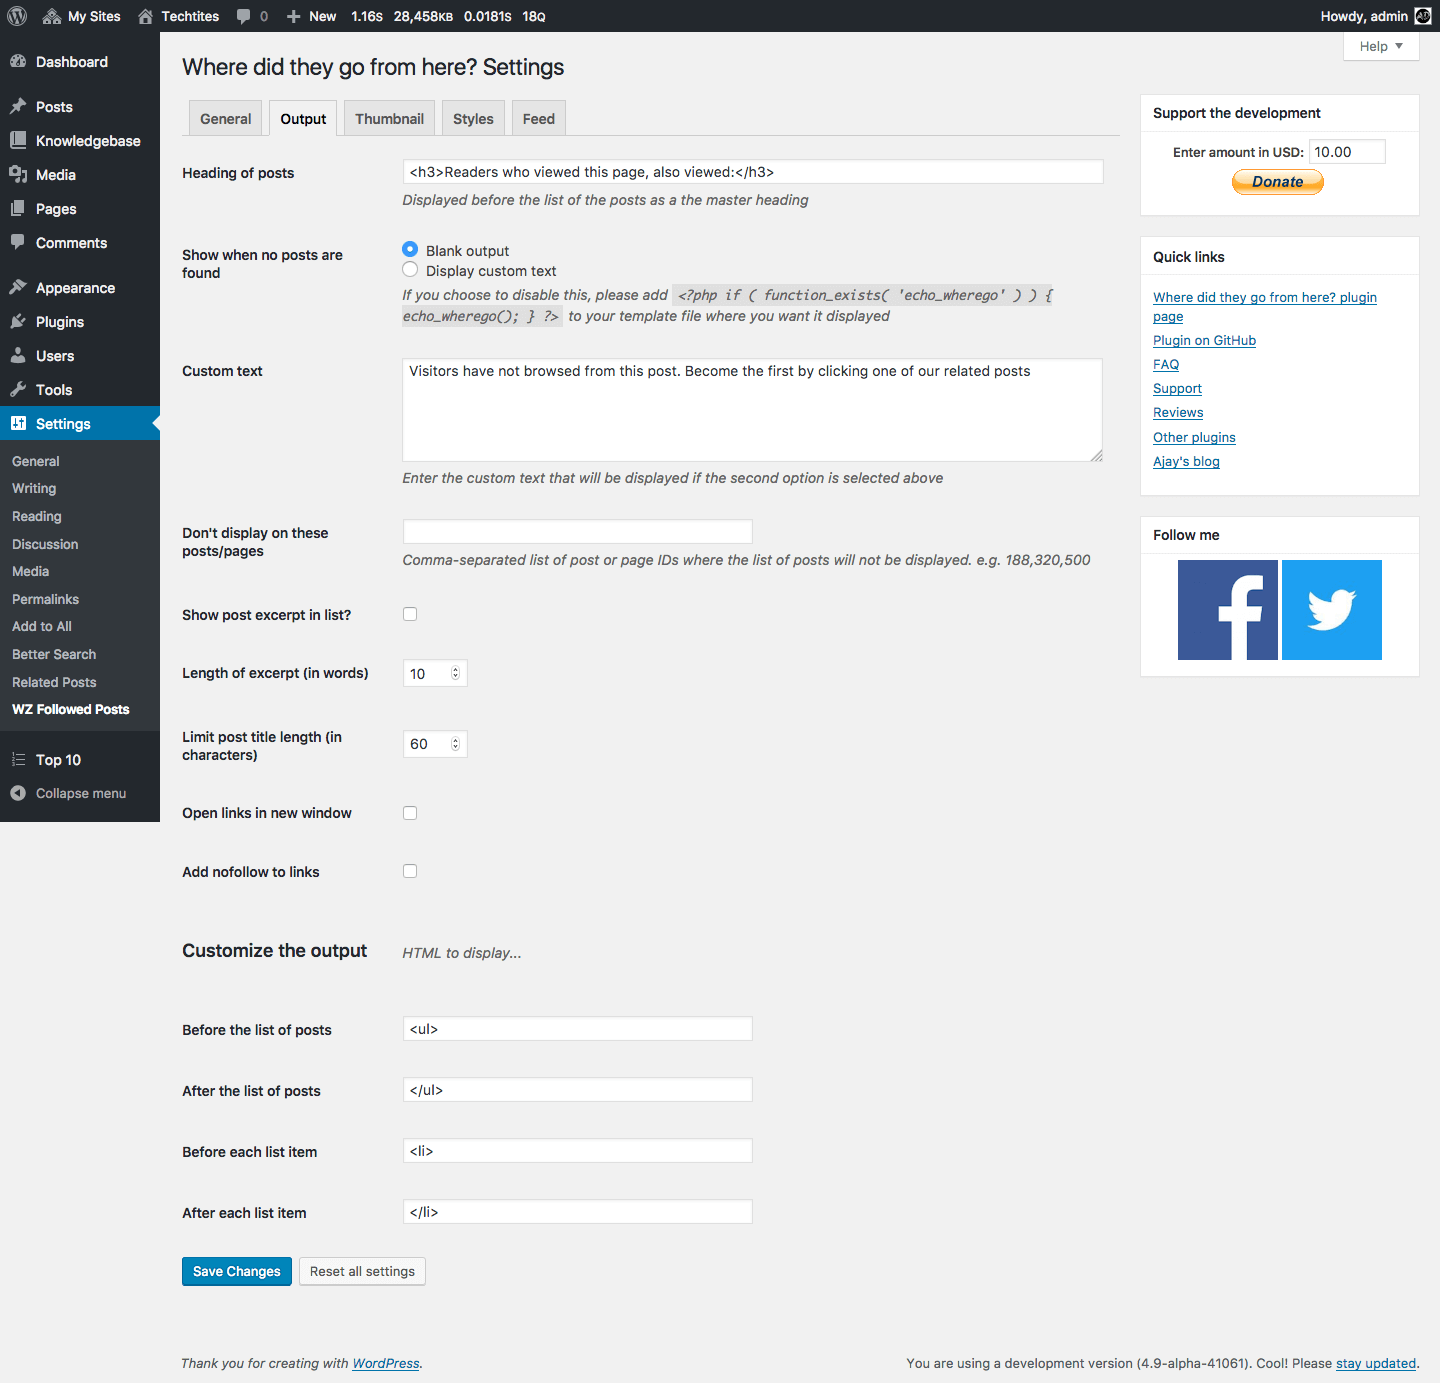 My Sites Techtites 0 New 1.16S 28,458KB 0.0181S 18Q Howdy, admin
Help
Dashboard
Posts
Knowledgebase
Media
Pages
Comments
Appearance
Plugins
Users
Tools
Settings
General
Writing
Reading
Discussion
Media
Permalinks
Add to All
Better Search
Related Posts
WZ Followed Posts
Top 10
Collapse menu
Where did they go from here? Settings
General Output Thumbnail Styles Feed
Heading of posts
<h3>Readers who viewed this page, also viewed:</h3>
Displayed before the list of the posts as a the master heading
Show when no posts are
found
Blank output
Display custom text
If you choose to disable this, please add <?php if ( function_exists( 'echo_wherego' ) ) {
echo_wherego(); } ?> to your template file where you want it displayed
Custom text
Visitors have not browsed from this post. Become the first by clicking one of our related posts
Enter the custom text that will be displayed if the second option is selected above
Don't display on these
posts/pages
Comma-separated list of post or page IDs where the list of posts will not be displayed. e.g. 188,320,500
Show post excerpt in list?
Length of excerpt (in words)
10
Limit post title length (in
characters)
60
Open links in new window
Add nofollow to links
Customize the output
HTML to display...
Before the list of posts
<ul>
After the list of posts
</ul>
Before each list item
<li>
After each list item
</li>
Save Changes Reset all settings
Support the development
Enter amount in USD: 10.00
Donate
Quick links
Where did they go from here? plugin
page
Plugin on GitHub
FAQ
Support
Reviews
Other plugins
Ajay's blog
Follow me
Thank you for creating with WordPress.
You are using a development version (4.9-alpha-41061). Cool! Please stay updated.